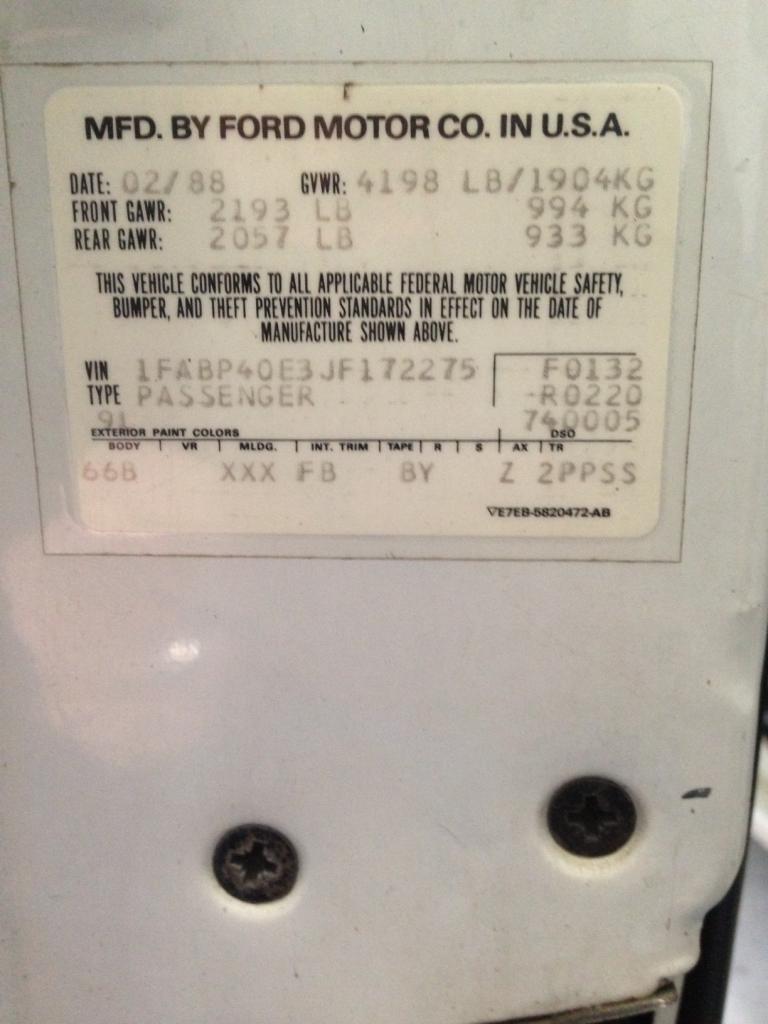 MFD. BY FORD MOTOR CO. IN U.S.A.
DATE: 02/88 GVWR: 4198 LB/1904KG
FRONT GAWR: 2193 LB 994 KG
REAR GAWR: 2057 LB 933 KG
THIS VEHICLE CONFORMS TO ALL APPLICABLE FEDERAL MOTOR VEHICLE SAFETY,
BUMPER, AND THEFT PREVENTION STANDARDS IN EFFECT ON THE DATE OF
MANUFACTURE SHOWN ABOVE.
VIN 1FABP40E3JF172275 F0132
TYPE PASSENGER R0220
9L 740005
EXTERIOR PAINT COLORS DSO
BODY VR MLDG. INT. TRIM TAPE R S AX TR
66B XXX FB BY Z 2PPSS
▽E7EB-5820472-AB